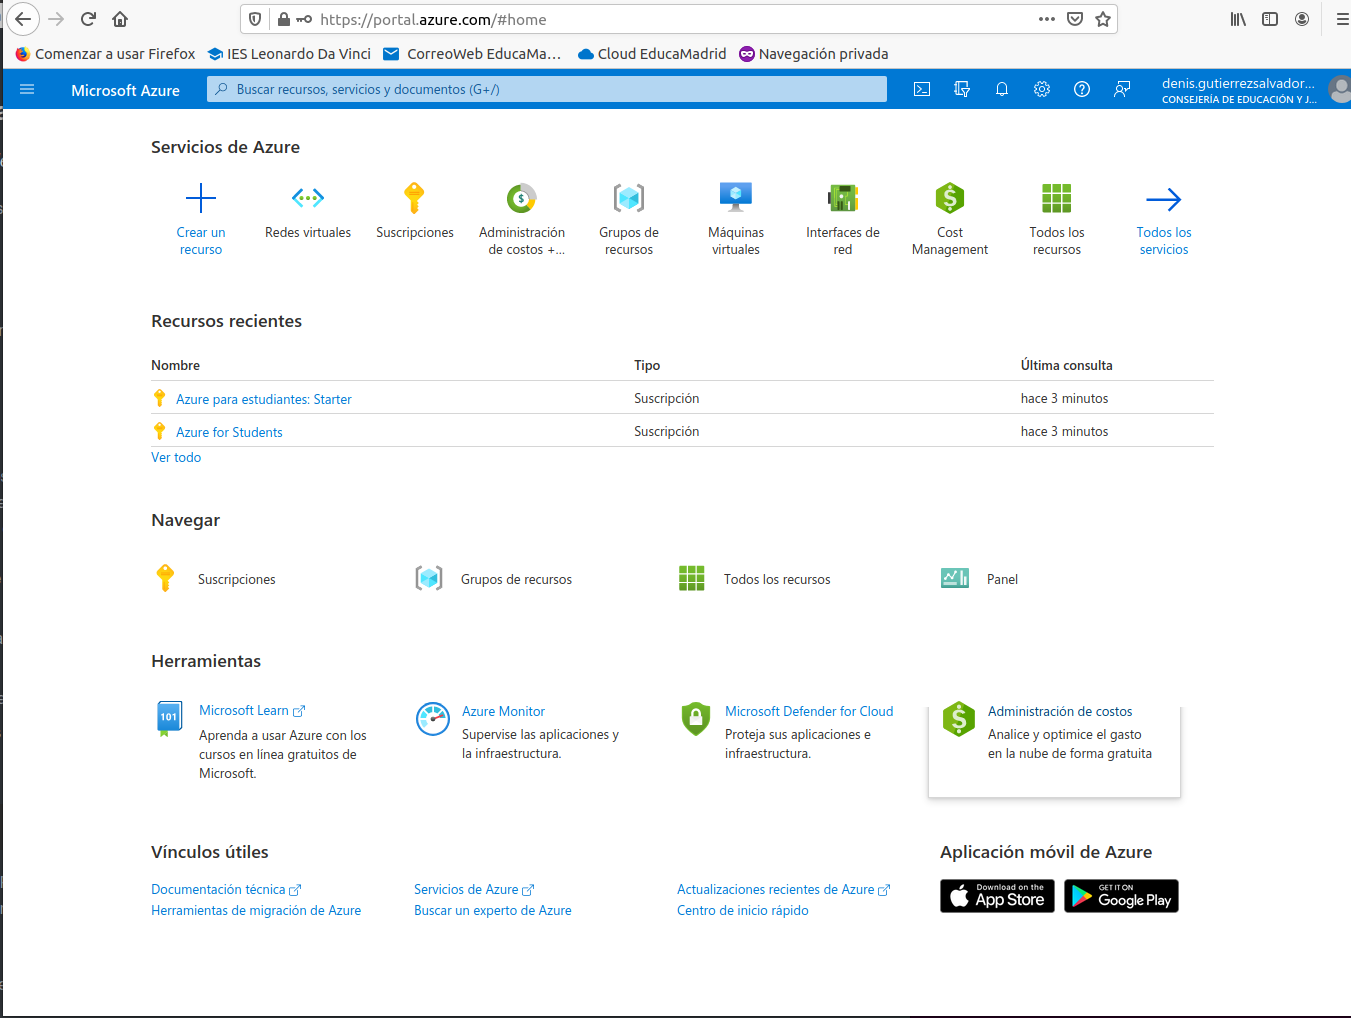 https://portal.azure.com/#home
Comenzar a usar Firefox IES Leonardo Da Vinci CorreoWeb EducaMa... Cloud EducaMadrid Navegación privada
Microsoft Azure Buscar recursos, servicios y documentos (G+/) denis.gutierrezsalvador...
CONSEJERÍA DE EDUCACIÓN Y J...
Servicios de Azure
Crear un recurso
Redes virtuales
Suscripciones
Administración de costos +...
Grupos de recursos
Máquinas virtuales
Interfaces de red
Cost Management
Todos los recursos
Todos los servicios
Recursos recientes
Nombre Tipo Última consulta
Azure para estudiantes: Starter Suscripción hace 3 minutos
Azure for Students Suscripción hace 3 minutos
Ver todo
Navegar
Suscripciones Grupos de recursos Todos los recursos Panel
Herramientas
101
Microsoft Learn
Aprenda a usar Azure con los
cursos en línea gratuitos de
Microsoft.
Azure Monitor
Supervise las aplicaciones y
la infraestructura.
Microsoft Defender for Cloud
Proteja sus aplicaciones e
infraestructura.
Administración de costos
Analice y optimice el gasto
en la nube de forma gratuita
Vínculos útiles
Documentación técnica Servicios de Azure Actualizaciones recientes de Azure
Herramientas de migración de Azure Buscar un experto de Azure Centro de inicio rápido
Aplicación móvil de Azure
Download on the
App Store
GET IT ON
Google Play